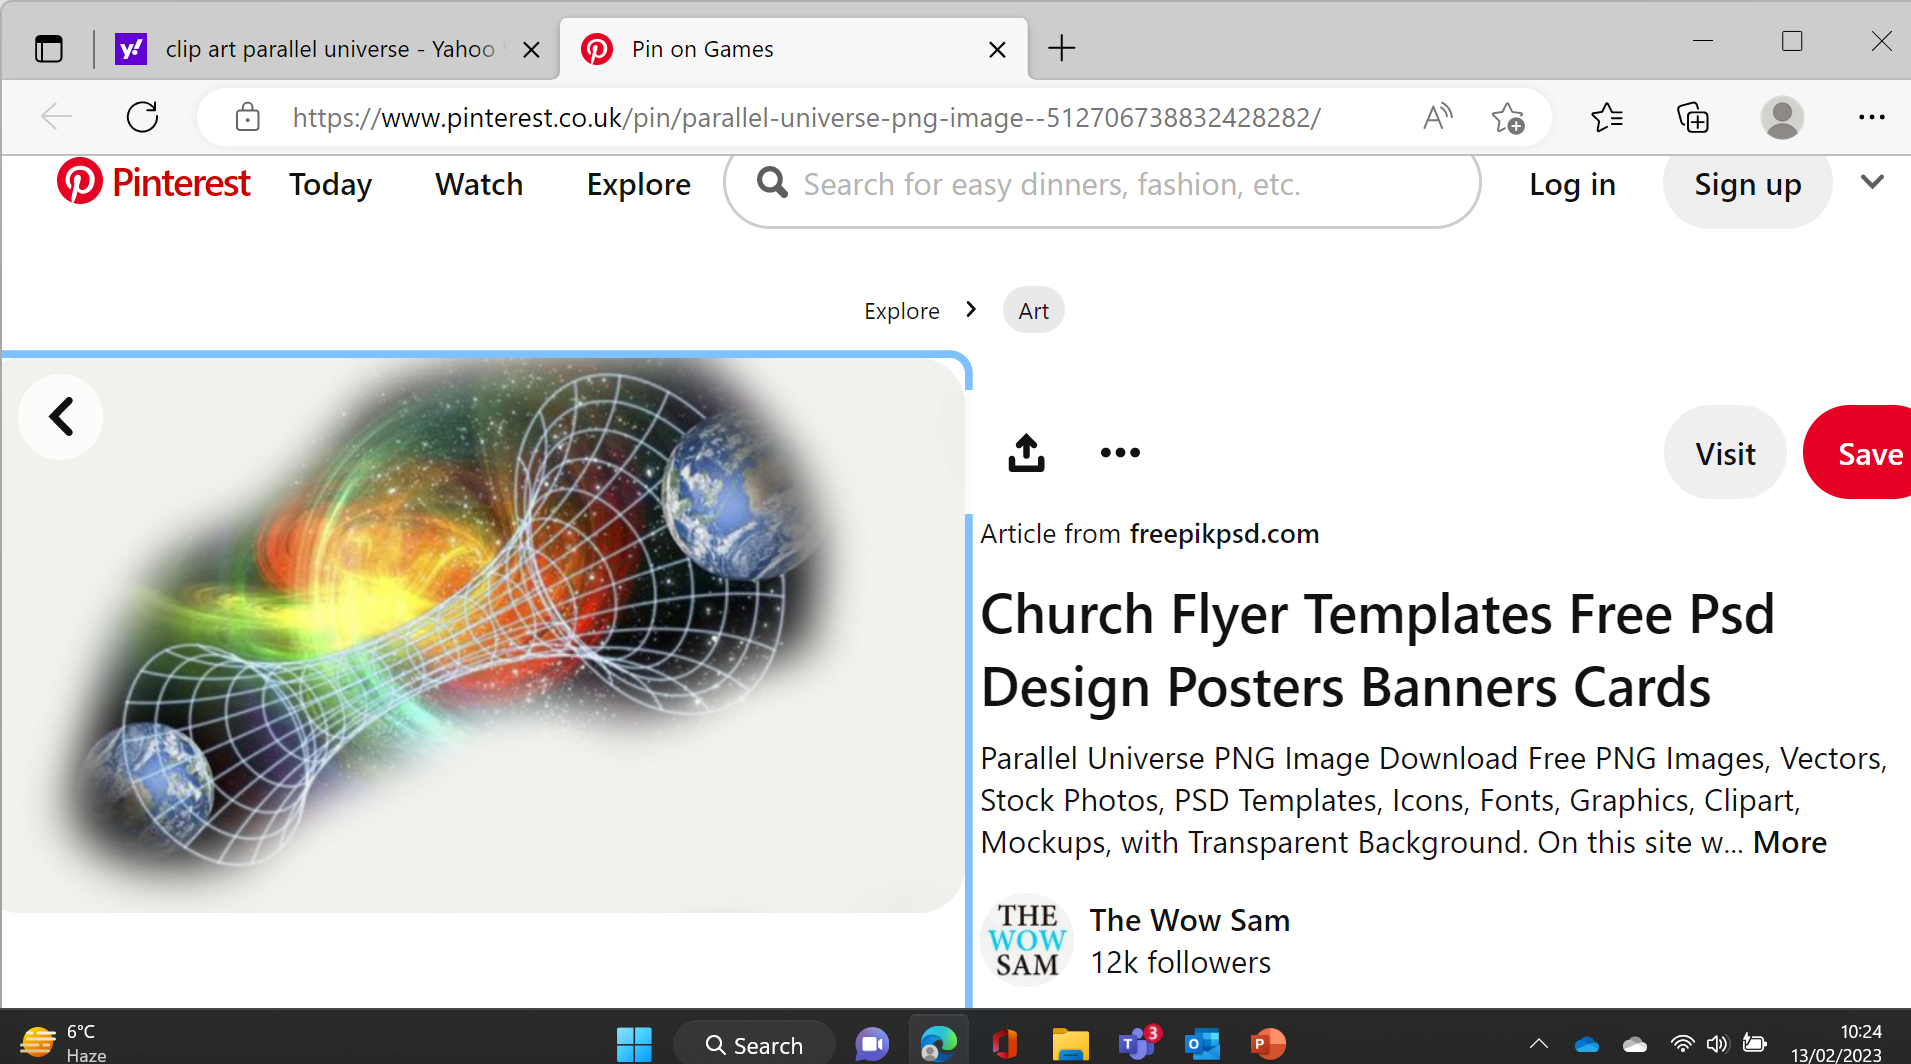 clip art parallel universe - Yahoo
Pin on Games
https://www.pinterest.co.uk/pin/parallel-universe-png-image--512706738832428282/
Pinterest Today Watch Explore Search for easy dinners, fashion, etc. Log in Sign up
Explore Art
Visit Save
Article from freepikpsd.com
Church Flyer Templates Free Psd
Design Posters Banners Cards
Parallel Universe PNG Image Download Free PNG Images, Vectors,
Stock Photos, PSD Templates, Icons, Fonts, Graphics, Clipart,
Mockups, with Transparent Background. On this site w... More
THE
WOW
SAM
The Wow Sam
12k followers
6°C
Haze
Search
3
10:24
13/02/2023